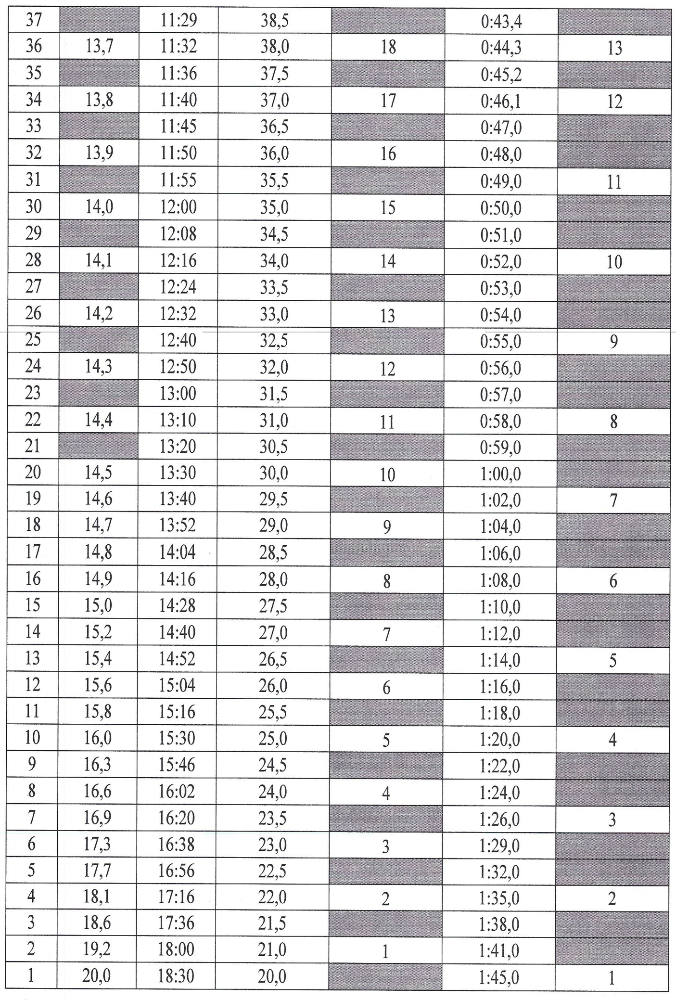 37 11:29 38,5 0:43,4
36 13,7 11:32 38,0 18 0:44,3 13
35 11:36 37,5 0:45,2
34 13,8 11:40 37,0 17 0:46,1 12
33 11:45 36,5 0:47,0
32 13,9 11:50 36,0 16 0:48,0
31 11:55 35,5 0:49,0 11
30 14,0 12:00 35,0 15 0:50,0
29 12:08 34,5 0:51,0
28 14,1 12:16 34,0 14 0:52,0 10
27 12:24 33,5 0:53,0
26 14,2 12:32 33,0 13 0:54,0
25 12:40 32,5 0:55,0 9
24 14,3 12:50 32,0 12 0:56,0
23 13:00 31,5 0:57,0
22 14,4 13:10 31,0 11 0:58,0 8
21 13:20 30,5 0:59,0
20 14,5 13:30 30,0 10 1:00,0
19 14,6 13:40 29,5 1:02,0 7
18 14,7 13:52 29,0 9 1:04,0
17 14,8 14:04 28,5 1:06,0
16 14,9 14:16 28,0 8 1:08,0 6
15 15,0 14:28 27,5 1:10,0
14 15,2 14:40 27,0 7 1:12,0
13 15,4 14:52 26,5 1:14,0 5
12 15,6 15:04 26,0 6 1:16,0
11 15,8 15:16 25,5 1:18,0
10 16,0 15:30 25,0 5 1:20,0 4
9 16,3 15:46 24,5 1:22,0
8 16,6 16:02 24,0 4 1:24,0
7 16,9 16:20 23,5 1:26,0 3
6 17,3 16:38 23,0 3 1:29,0
5 17,7 16:56 22,5 1:32,0
4 18,1 17:16 22,0 2 1:35,0 2
3 18,6 17:36 21,5 1:38,0
2 19,2 18:00 21,0 1 1:41,0
1 20,0 18:30 20,0 1:45,0 1